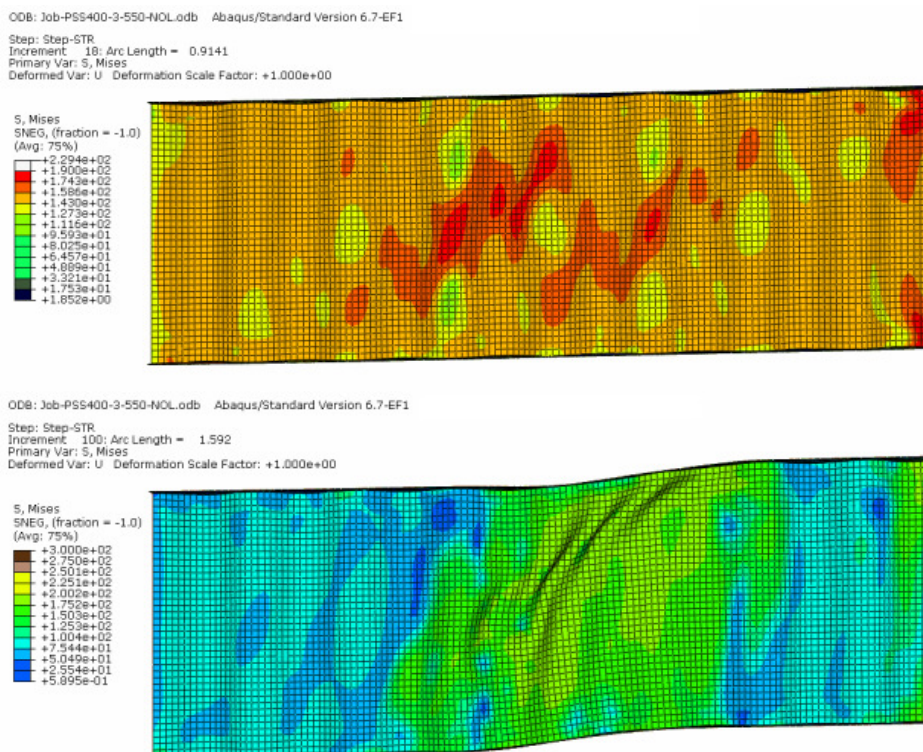 ODB: Job-PSS400-3-550-NOL.odb Abaqus/Standard Version 6.7-EF1
Step: Step-STR
Increment 18: Arc Length = 0.9141
Primary Var: S, Mises
Deformed Var: U Deformation Scale Factor: +1.000e+00
S, Mises
SNEG, (fraction = -1.0)
(Avg: 75%)
+2.294e+02
+1.900e+02
+1.743e+02
+1.586e+02
+1.430e+02
+1.273e+02
+1.116e+02
+9.593e+01
+8.025e+01
+6.457e+01
+4.889e+01
+3.321e+01
+1.753e+01
+1.852e+00
ODB: Job-PSS400-3-550-NOL.odb Abaqus/Standard Version 6.7-EF1
Step: Step-STR
Increment 100: Arc Length = 1.592
Primary Var: S, Mises
Deformed Var: U Deformation Scale Factor: +1.000e+00
S, Mises
SNEG, (fraction = -1.0)
(Avg: 75%)
+3.000e+02
+2.750e+02
+2.501e+02
+2.251e+02
+2.002e+02
+1.752e+02
+1.503e+02
+1.253e+02
+1.004e+02
+7.544e+01
+5.049e+01
+2.554e+01
+5.895e-01